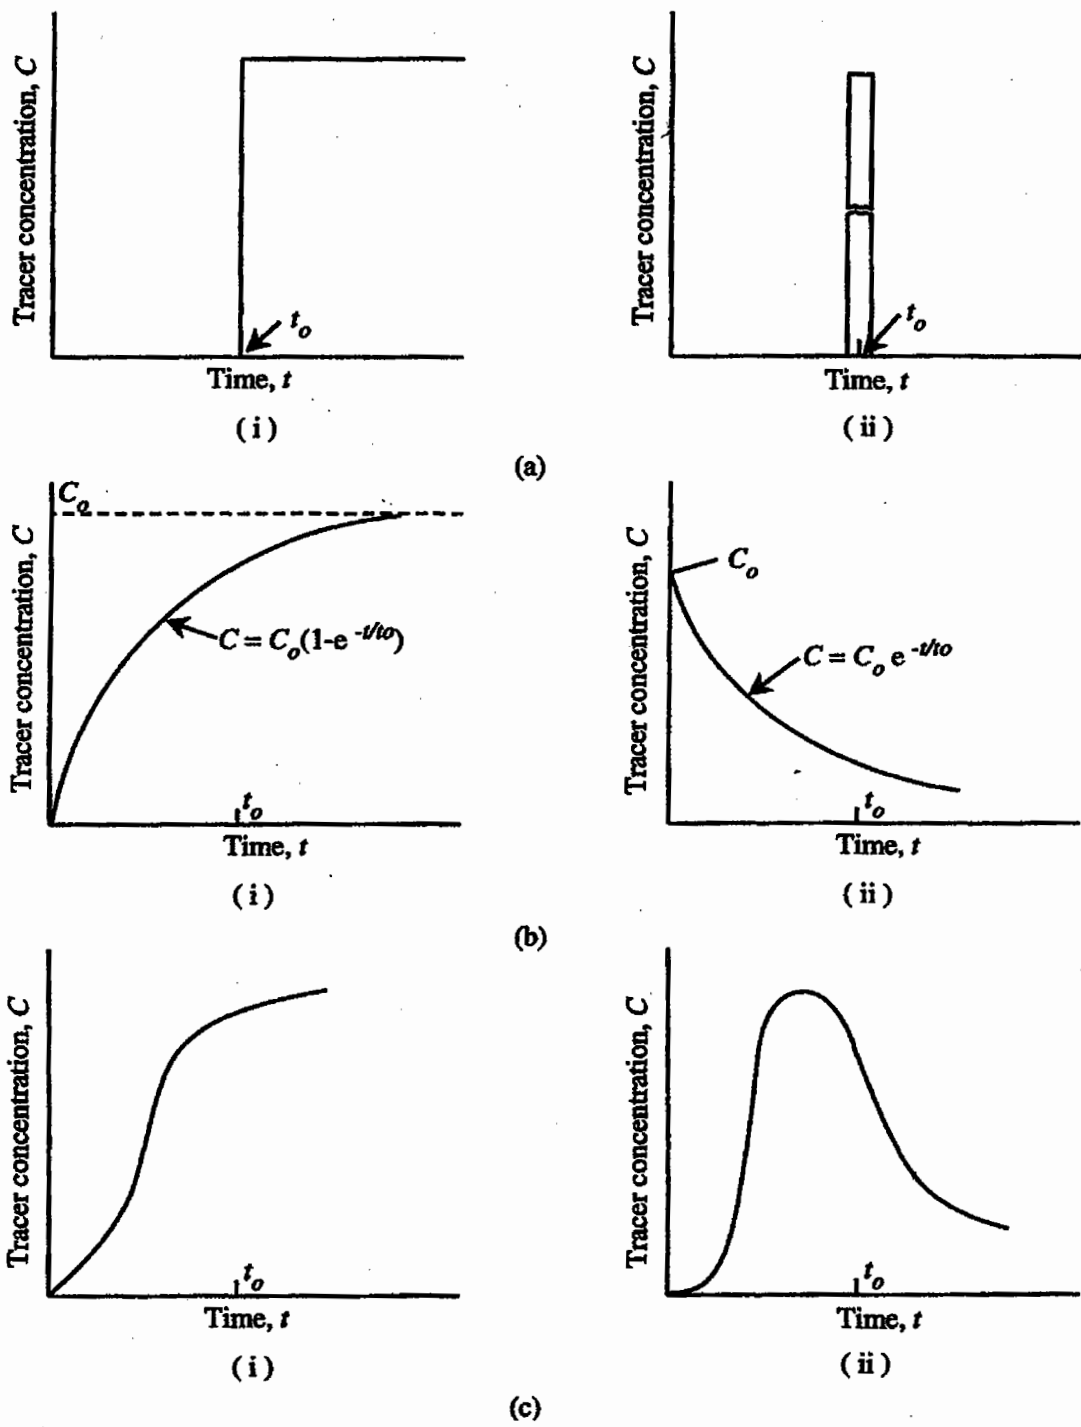 Tracer concentration, C
t_o
Time, t
( i )
Tracer concentration, C
t_o
Time, t
( ii )
(a)
C_o
Tracer concentration, C
C = C_o(1-e^{-t/to})
t_o
Time, t
( i )
Tracer concentration, C
C_o
C = C_o e^{-t/to}
t_o
Time, t
( ii )
(b)
Tracer concentration, C
t_o
Time, t
( i )
Tracer concentration, C
t_o
Time, t
( ii )
(c)